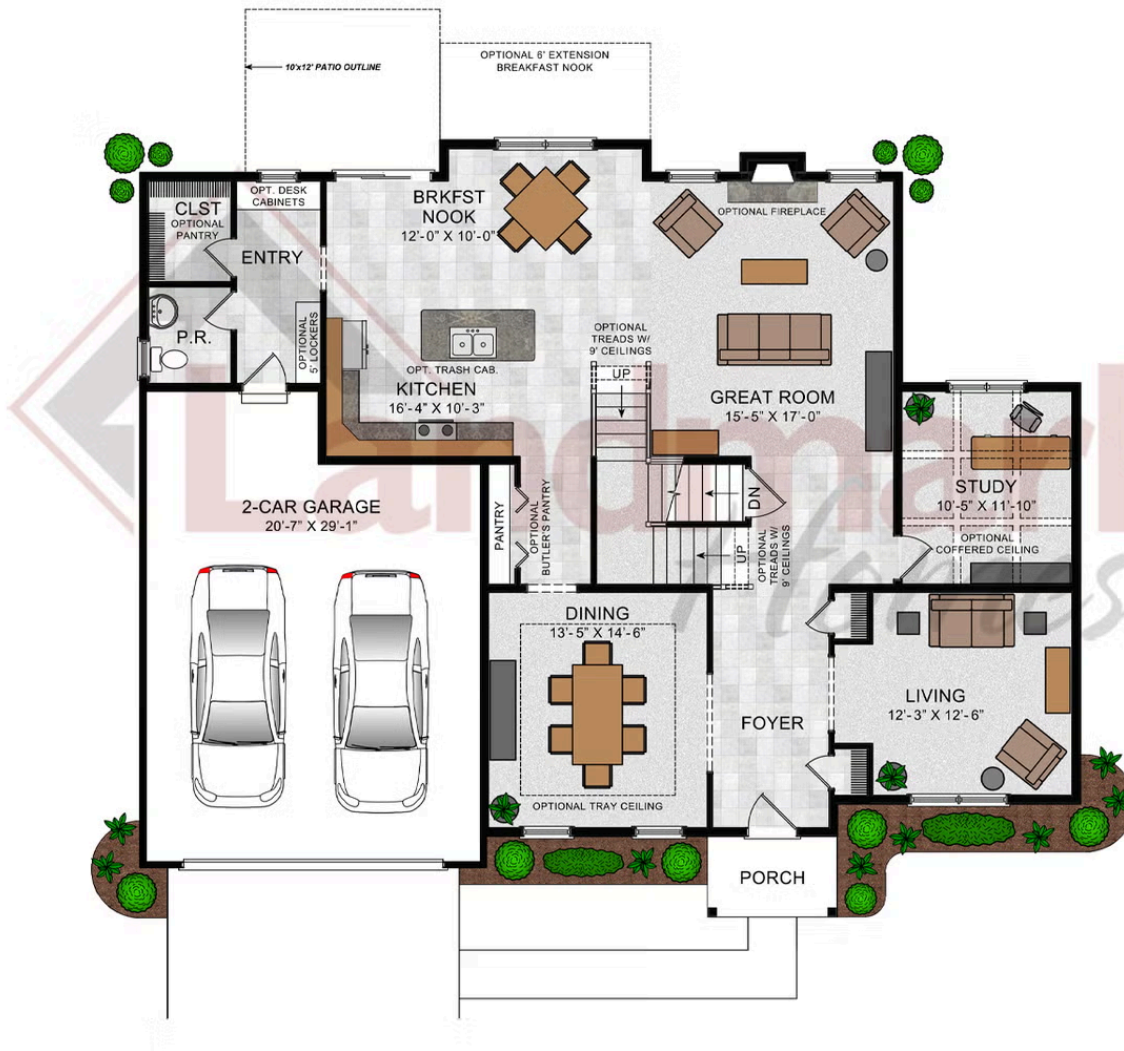 OPTIONAL 6' EXTENSION
BREAKFAST NOOK
10'x12' PATIO OUTLINE
CLST
OPTIONAL
PANTRY
OPT. DESK
CABINETS
ENTRY
BRKFST
NOOK
12'-0" X 10'-0"
OPTIONAL FIREPLACE
P.R.
OPTIONAL
5' LOCKERS
OPT. TRASH CAB.
KITCHEN
16'-4" X 10'-3"
OPTIONAL
TREADS W/
9' CEILINGS
UP
GREAT ROOM
15'-5" X 17'-0"
Landmark
Homes
2-CAR GARAGE
20'-7" X 29'-1"
PANTRY
OPTIONAL
BUTLER'S PANTRY
DN
UP
OPTIONAL
TREADS W/
9' CEILINGS
STUDY
10'-5" X 11'-10"
OPTIONAL
COFFERED CEILING
DINING
13'-5" X 14'-6"
OPTIONAL TRAY CEILING
FOYER
LIVING
12'-3" X 12'-6"
PORCH